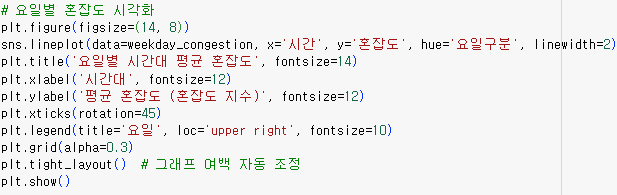 # 요일별 혼잡도 시각화
plt.figure(figsize=(14, 8))
sns.lineplot(data=weekday_congestion, x='시간', y='혼잡도', hue='요일구분', linewidth=2)
plt.title('요일별 시간대 평균 혼잡도', fontsize=14)
plt.xlabel('시간대', fontsize=12)
plt.ylabel('평균 혼잡도 (혼잡도 지수)', fontsize=12)
plt.xticks(rotation=45)
plt.legend(title='요일', loc='upper right', fontsize=10)
plt.grid(alpha=0.3)
plt.tight_layout()  # 그래프 여백 자동 조정
plt.show()